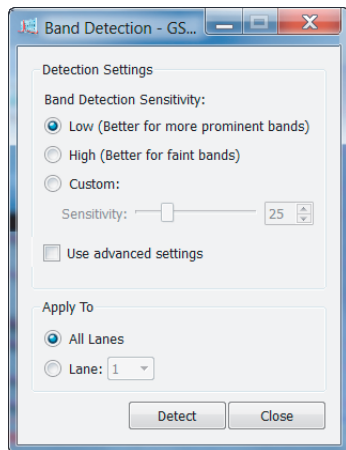 Band Detection - GS...
Detection Settings
Band Detection Sensitivity:
Low (Better for more prominent bands)
High (Better for faint bands)
Custom:
Sensitivity: 25
Use advanced settings
Apply To
All Lanes
Lane: 1
Detect Close